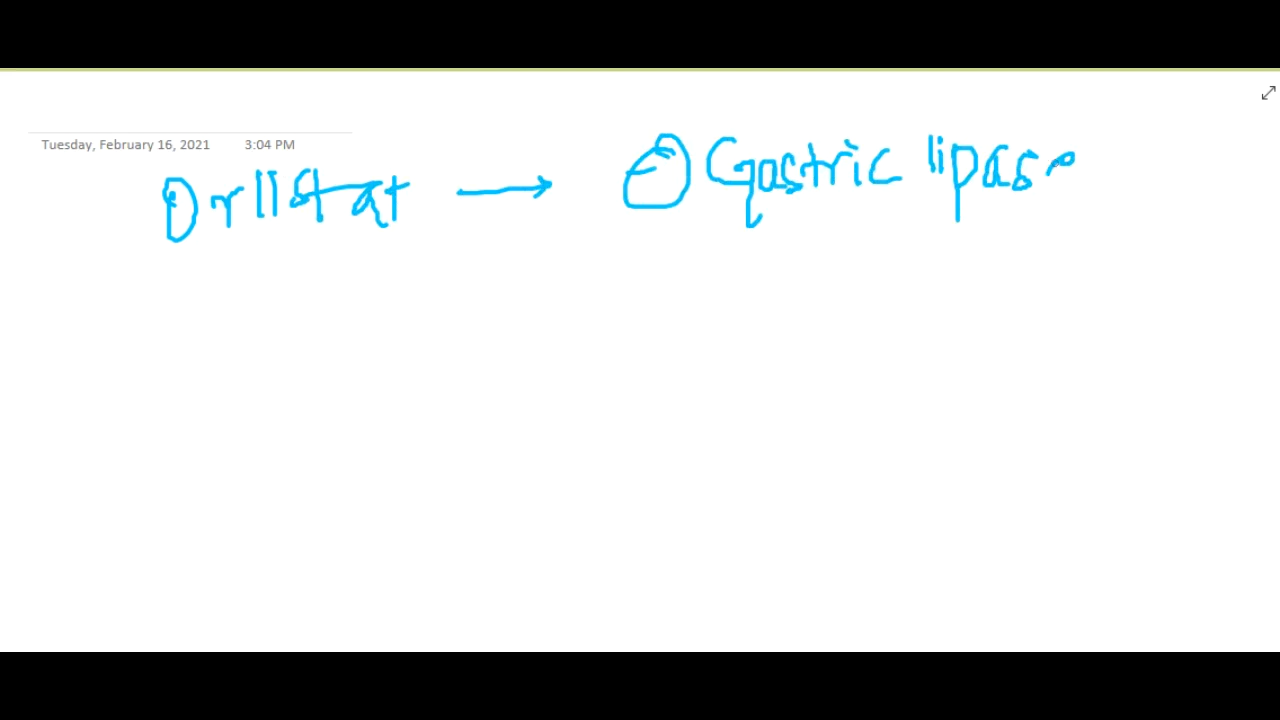 Tuesday, February 16, 2021 3:04 PM
Orlistat → ⊖ Gastric lipase